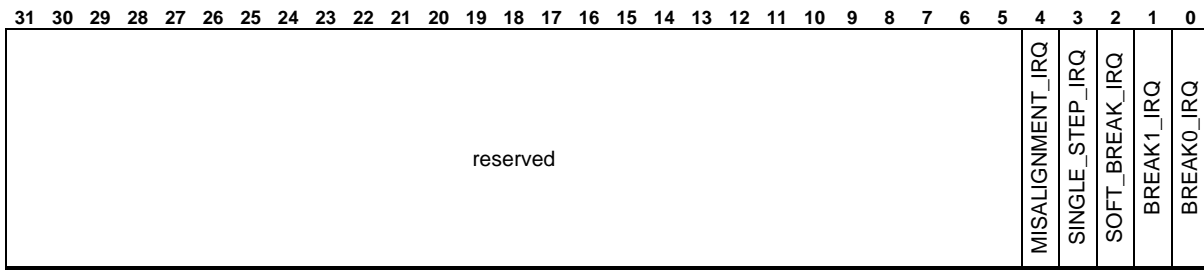 31 30 29 28 27 26 25 24 23 22 21 20 19 18 17 16 15 14 13 12 11 10 9 8 7 6 5 4 3 2 1 0
reserved
MISALIGNMENT_IRQ
SINGLE_STEP_IRQ
SOFT_BREAK_IRQ
BREAK1_IRQ
BREAK0_IRQ